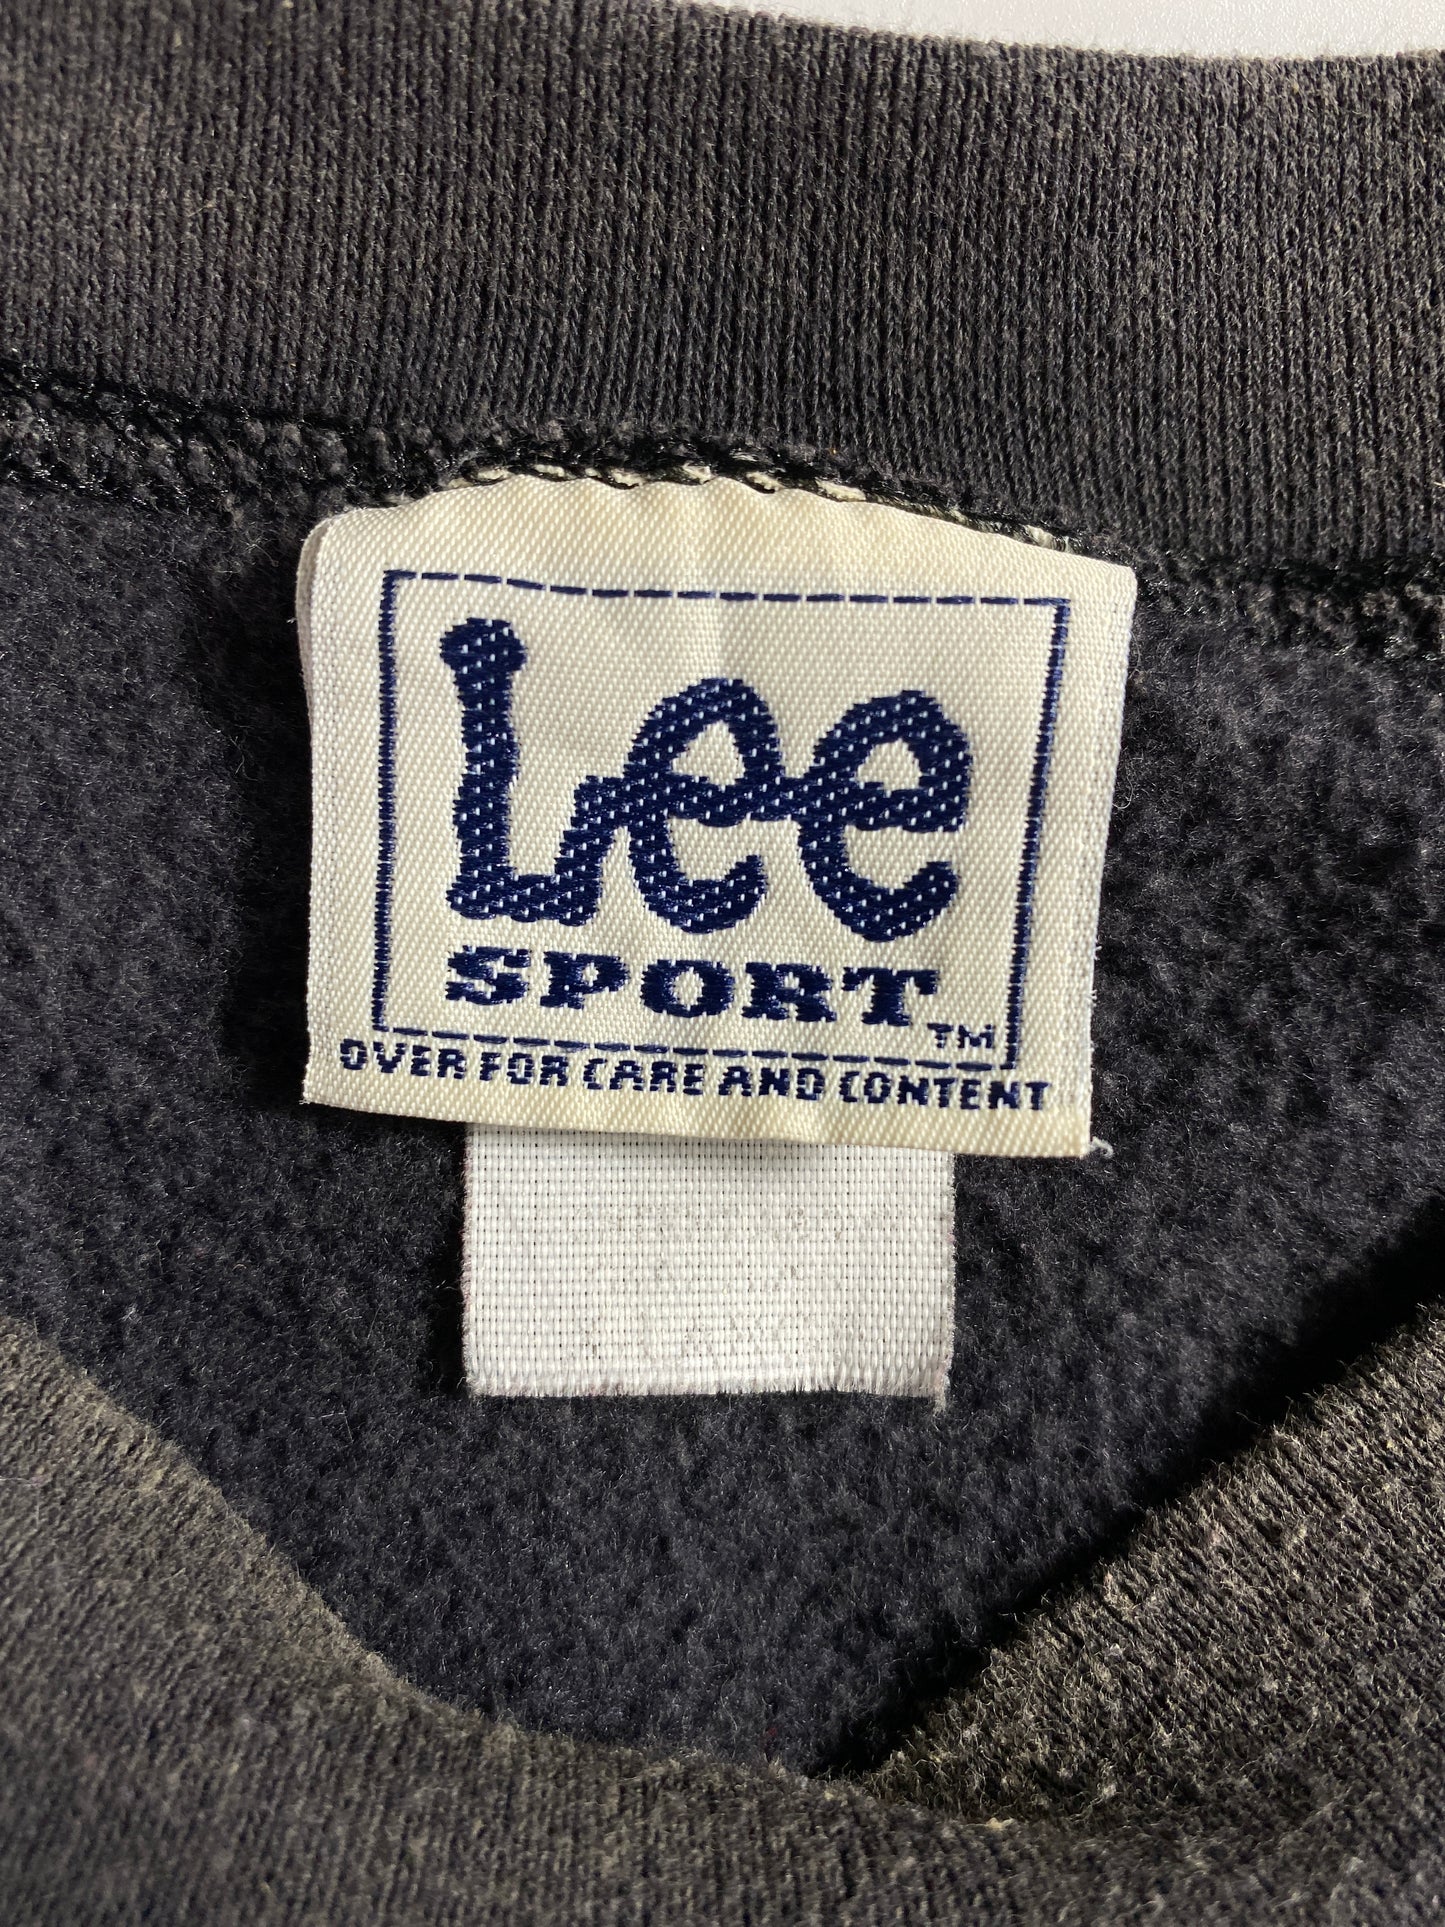 Lee
SPORT TM
OVER FOR CARE AND CONTENT